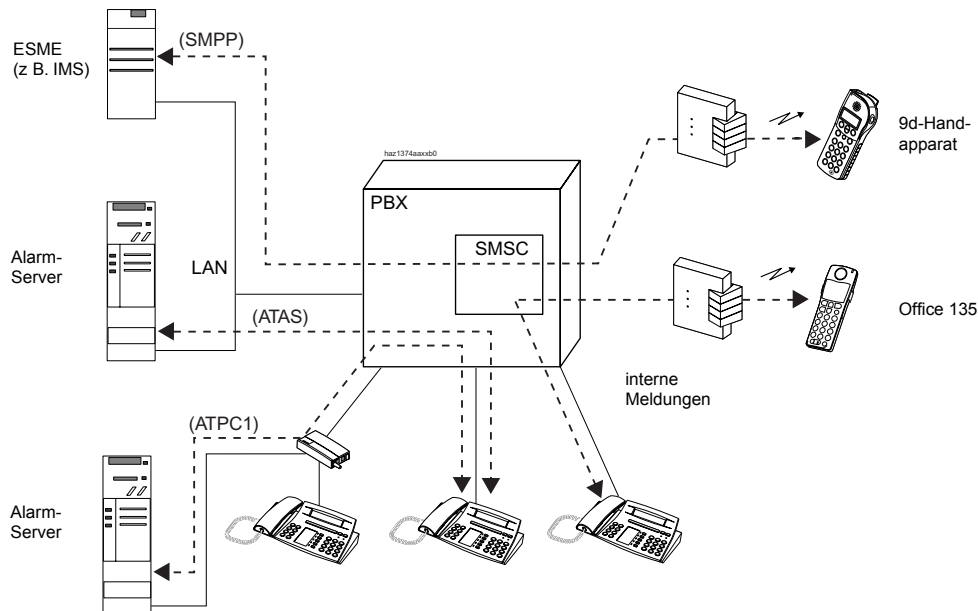 ESME
(z B. IMS)
(SMPP)
9d-Hand-
apparat
haz1374aaxxb0
PBX
SMSC
Alarm-
Server
LAN
(ATAS)
Office 135
interne
Meldungen
(ATPC1)
Alarm-
Server